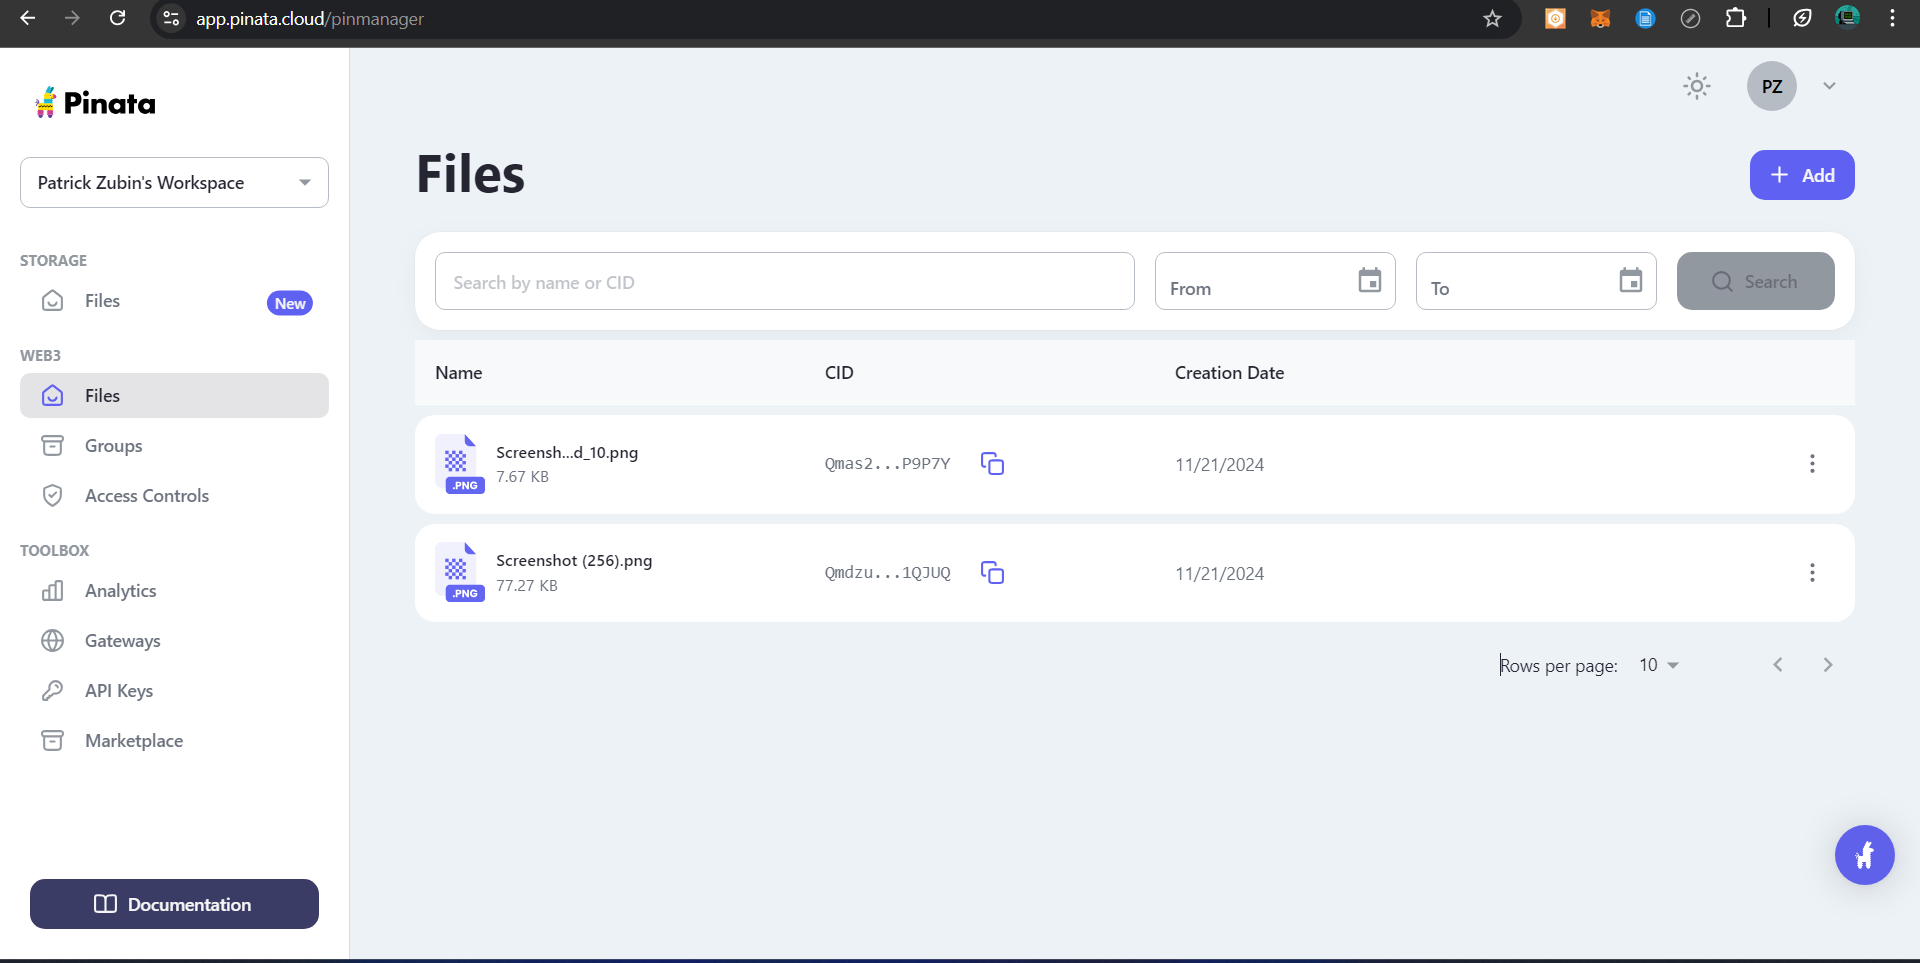 app.pinata.cloud/pinmanager
Pinata
PZ
Patrick Zubin's Workspace
Files
+ Add
STORAGE
Files
New
WEB3
Files
Groups
Access Controls
TOOLBOX
Analytics
Gateways
API Keys
Marketplace
Documentation
Search by name or CID
From
To
Search
Name
CID
Creation Date
Screensh...d_10.png
7.67 KB
.PNG
Qmas2...P9P7Y
11/21/2024
Screenshot (256).png
77.27 KB
.PNG
Qmdzu...1QJUQ
11/21/2024
Rows per page:
10